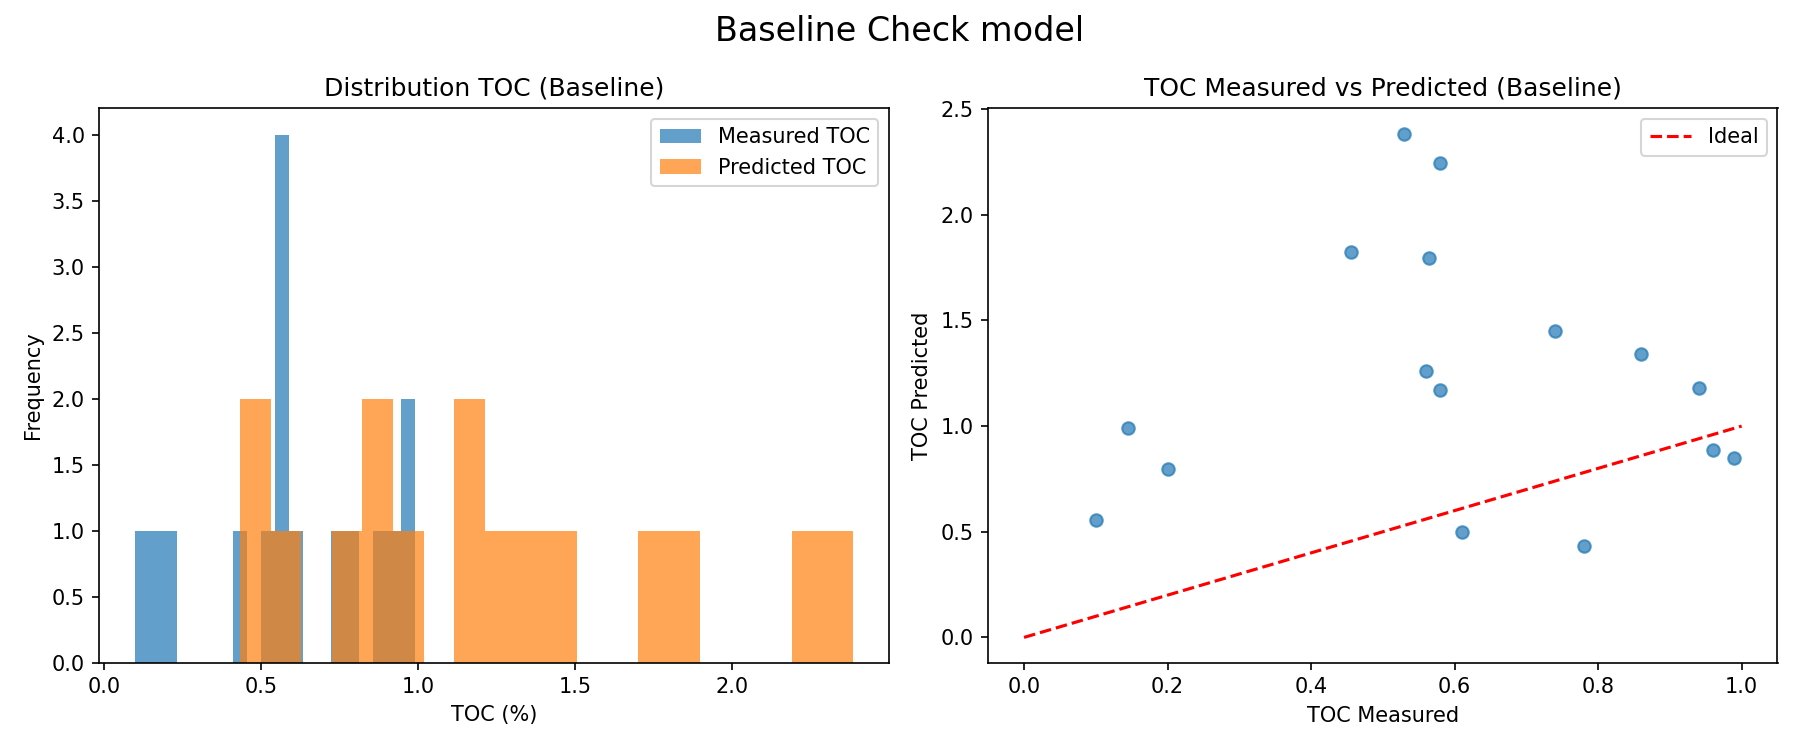 Baseline Check model
Distribution TOC (Baseline)
4.0
3.5
3.0
2.5
2.0
1.5
1.0
0.5
0.0
Frequency
Measured TOC
Predicted TOC
0.0 0.5 1.0 1.5 2.0
TOC (%)
TOC Measured vs Predicted (Baseline)
2.5
2.0
1.5
1.0
0.5
0.0
TOC Predicted
Ideal
0.0 0.2 0.4 0.6 0.8 1.0
TOC Measured